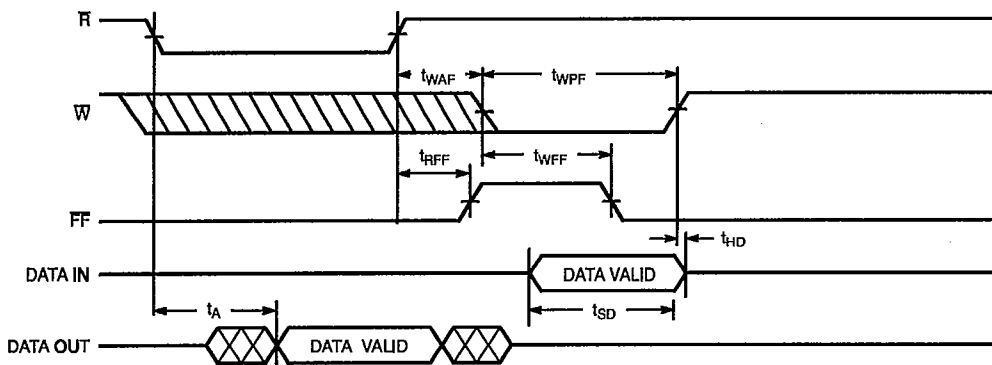 R̅
tWAF
tWPF
W̅
tRFF
tWFF
F̅F̅
tHD
DATA IN
DATA VALID
tA
tSD
DATA OUT
DATA VALID